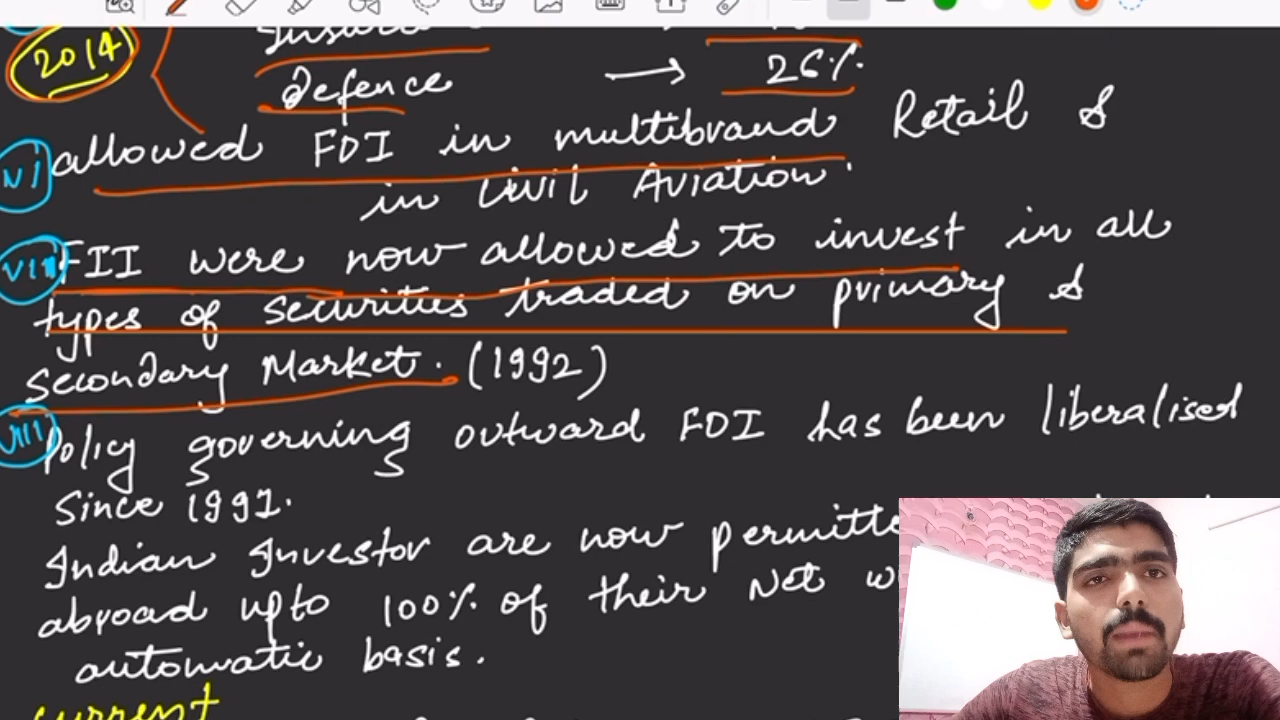 2014
Defence → 26%.
vi) allowed FDI in multibrand Retail &
in Civil Aviation.
vii) FII were now allowed to invest in all
types of securities traded on primary &
Secondary Market. (1992)
viii) Policy governing outward FDI has been liberalised
Since 1991.
Indian Investor are now
abroad upto 100%. of their Net
automatic basis.
current